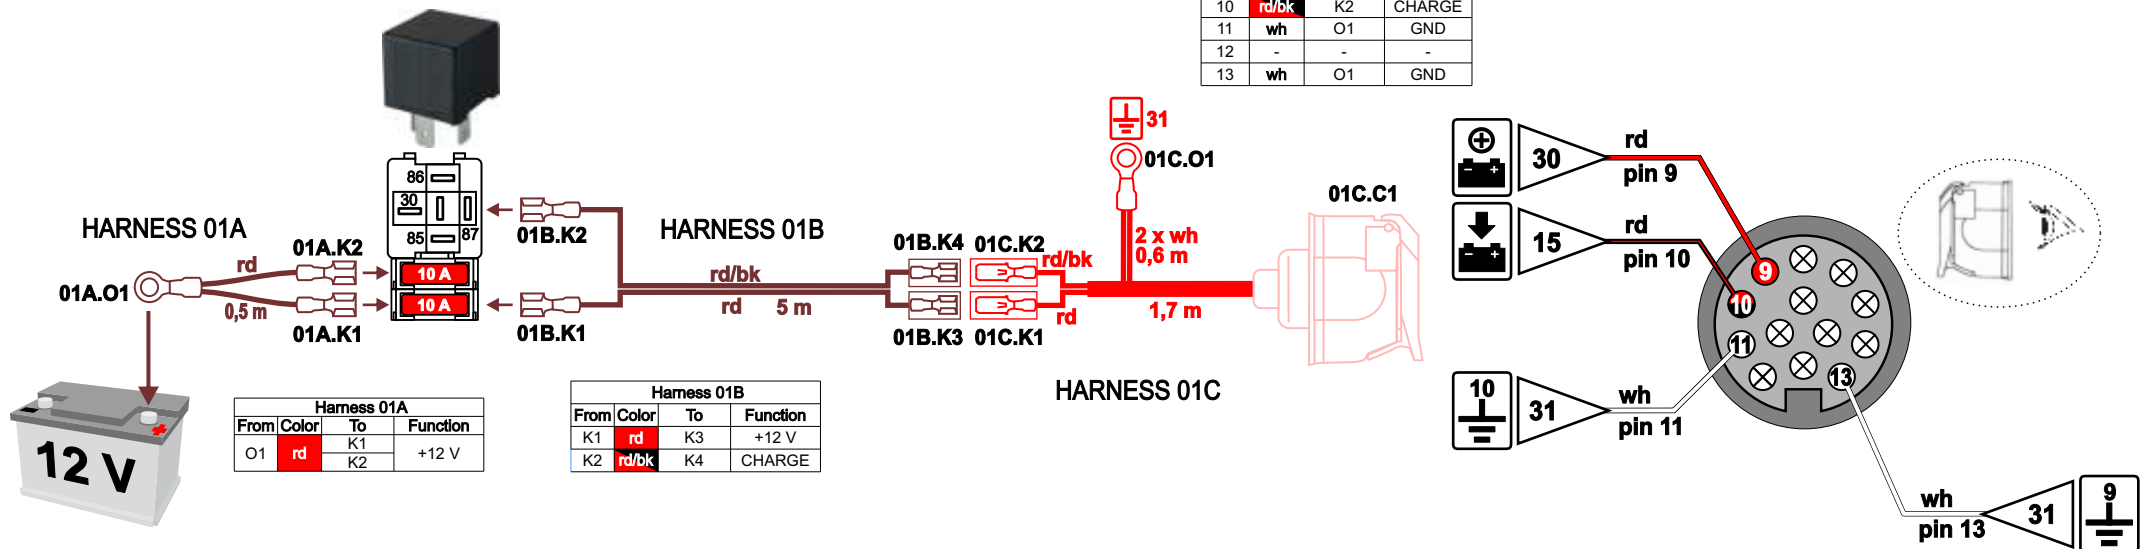 10 rd/bk K2 CHARGE
11 wh O1 GND
12 - - -
13 wh O1 GND
HARNESS 01A
01A.O1
rd
0,5 m
01A.K2
01A.K1
86
30
87
85
10 A
10 A
01B.K2
01B.K1
HARNESS 01B
rd/bk
rd
5 m
01B.K4
01B.K3
01C.K2
01C.K1
rd/bk
rd
31
01C.O1
2 x wh
0,6 m
1,7 m
01C.C1
HARNESS 01C
12 V
Harness 01A
From Color To Function
O1 rd K1 +12 V
K2
Harness 01B
From Color To Function
K1 rd K3 +12 V
K2 rd/bk K4 CHARGE
30
rd
pin 9
15
rd
pin 10
9
10
11
13
10
31
wh
pin 11
wh
pin 13
31
9